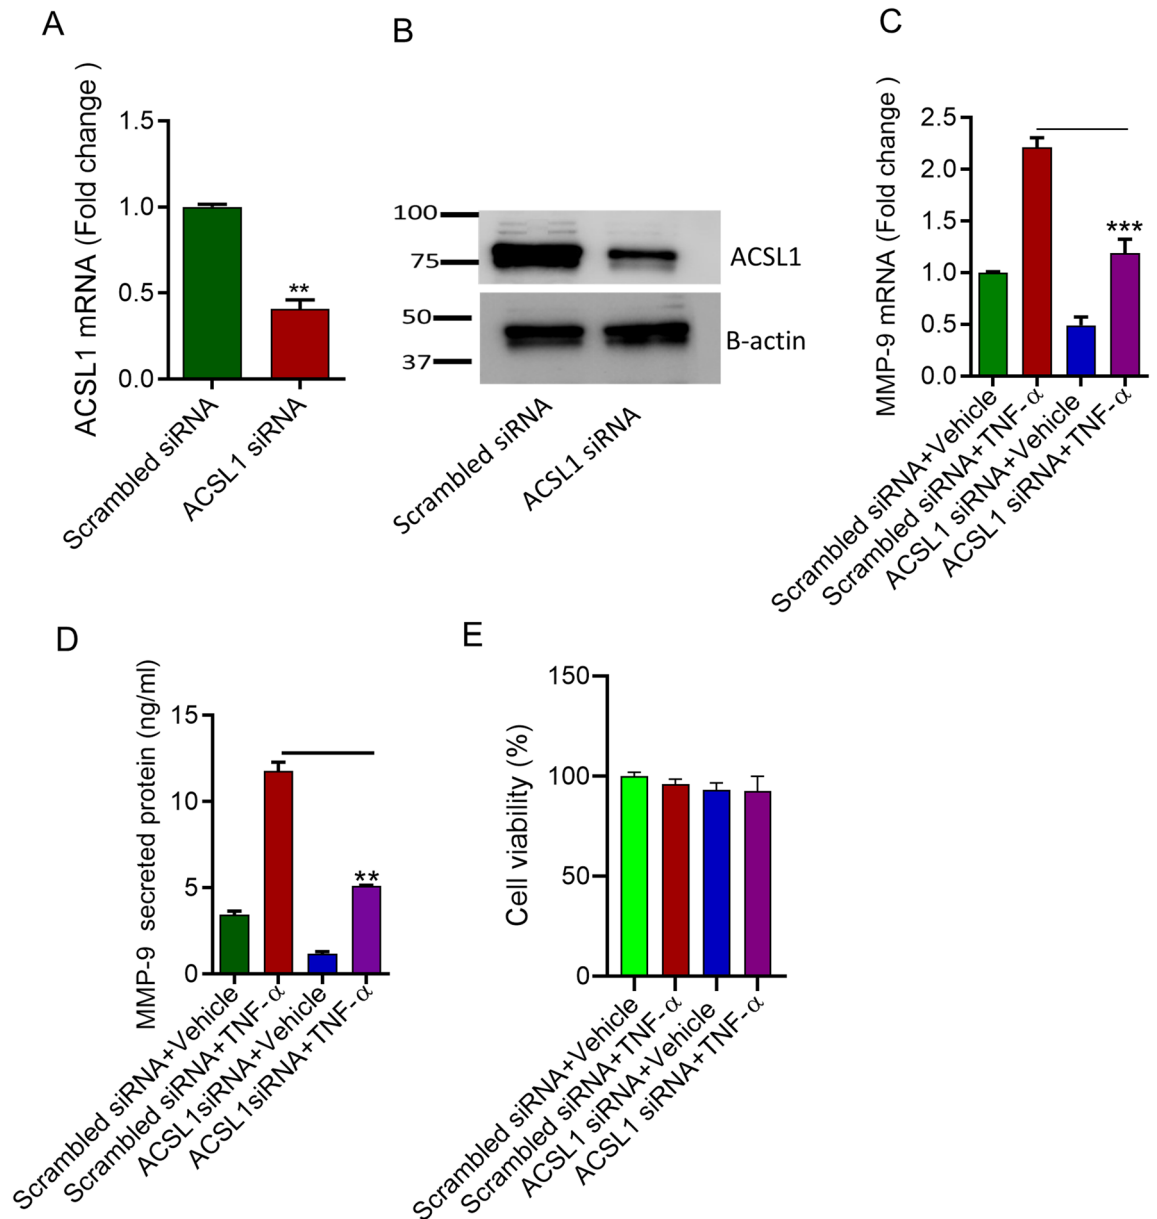 A
ACSL1 mRNA (Fold change )
1.5
1.0
0.5
0.0
**
Scrambled siRNA
ACSL1 siRNA
B
100
75
50
37
ACSL1
B-actin
Scrambled siRNA
ACSL1 siRNA
C
MMP-9 mRNA (Fold change )
2.5
2.0
1.5
1.0
0.5
0.0
***
Scrambled siRNA+Vehicle
Scrambled siRNA+TNF-α
ACSL1 siRNA+Vehicle
ACSL1 siRNA+TNF-α
D
MMP-9 secreted protein (ng/ml)
15
10
5
0
**
Scrambled siRNA+Vehicle
Scrambled siRNA+TNF-α
ACSL1siRNA+Vehicle
ACSL1siRNA+TNF-α
E
Cell viability (%)
150
100
50
0
Scrambled siRNA+Vehicle
Scrambled siRNA+TNF-α
ACSL1 siRNA+Vehicle
ACSL1 siRNA+TNF-α